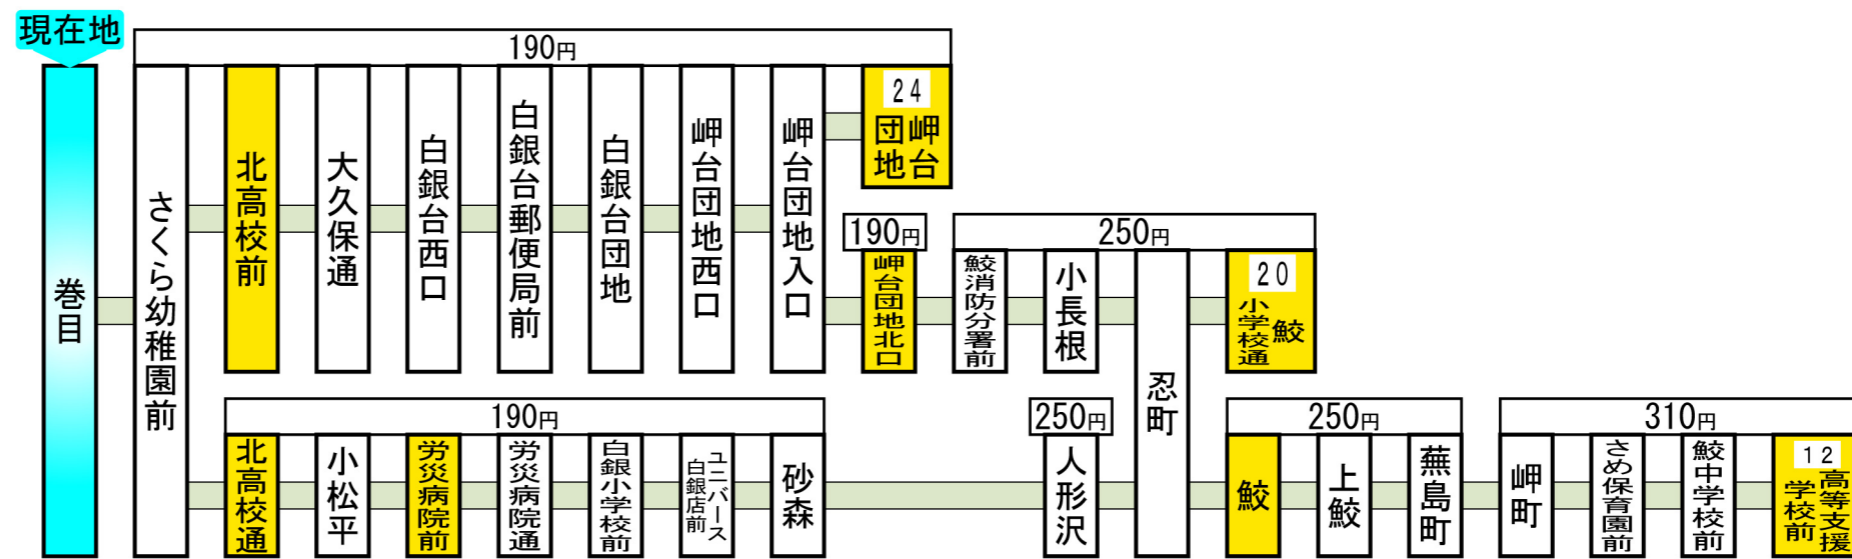 現在地
巻目
さくら幼稚園前
190円
北高校前
大久保通
白銀台西口
白銀台郵便局前
白銀台団地
岬台団地西口
岬台団地入口
24
岬台
団地
190円
岬台団地北口
250円
鮫消防分署前
小長根
忍町
20
鮫
小学校通
190円
北高校通
小松平
労災病院前
労災病院通
白銀小学校前
ユニバース
白銀店前
砂森
250円
人形沢
250円
鮫
上鮫
蕪島町
310円
岬町
さめ保育園前
鮫中学校前
12
高等支援
学校前